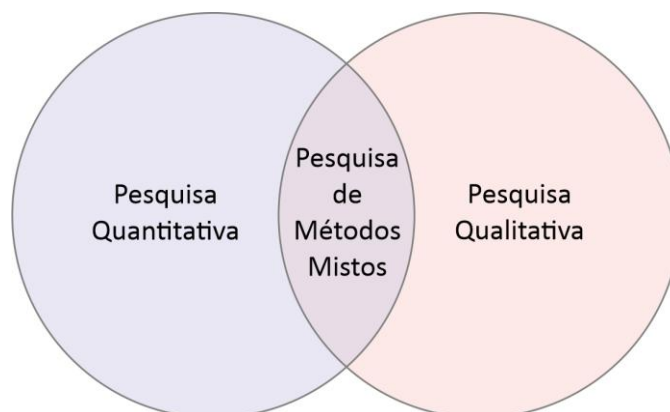 Pesquisa
Quantitativa
Pesquisa
de
Métodos
Mistos
Pesquisa
Qualitativa